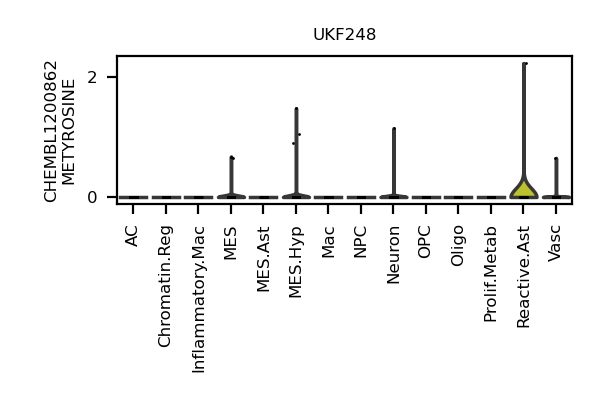 UKF248
CHEMBL1200862
METYROSINE
2
0
AC
Chromatin.Reg
Inflammatory.Mac
MES
MES.Ast
MES.Hyp
Mac
NPC
Neuron
OPC
Oligo
Prolif.Metab
Reactive.Ast
Vasc